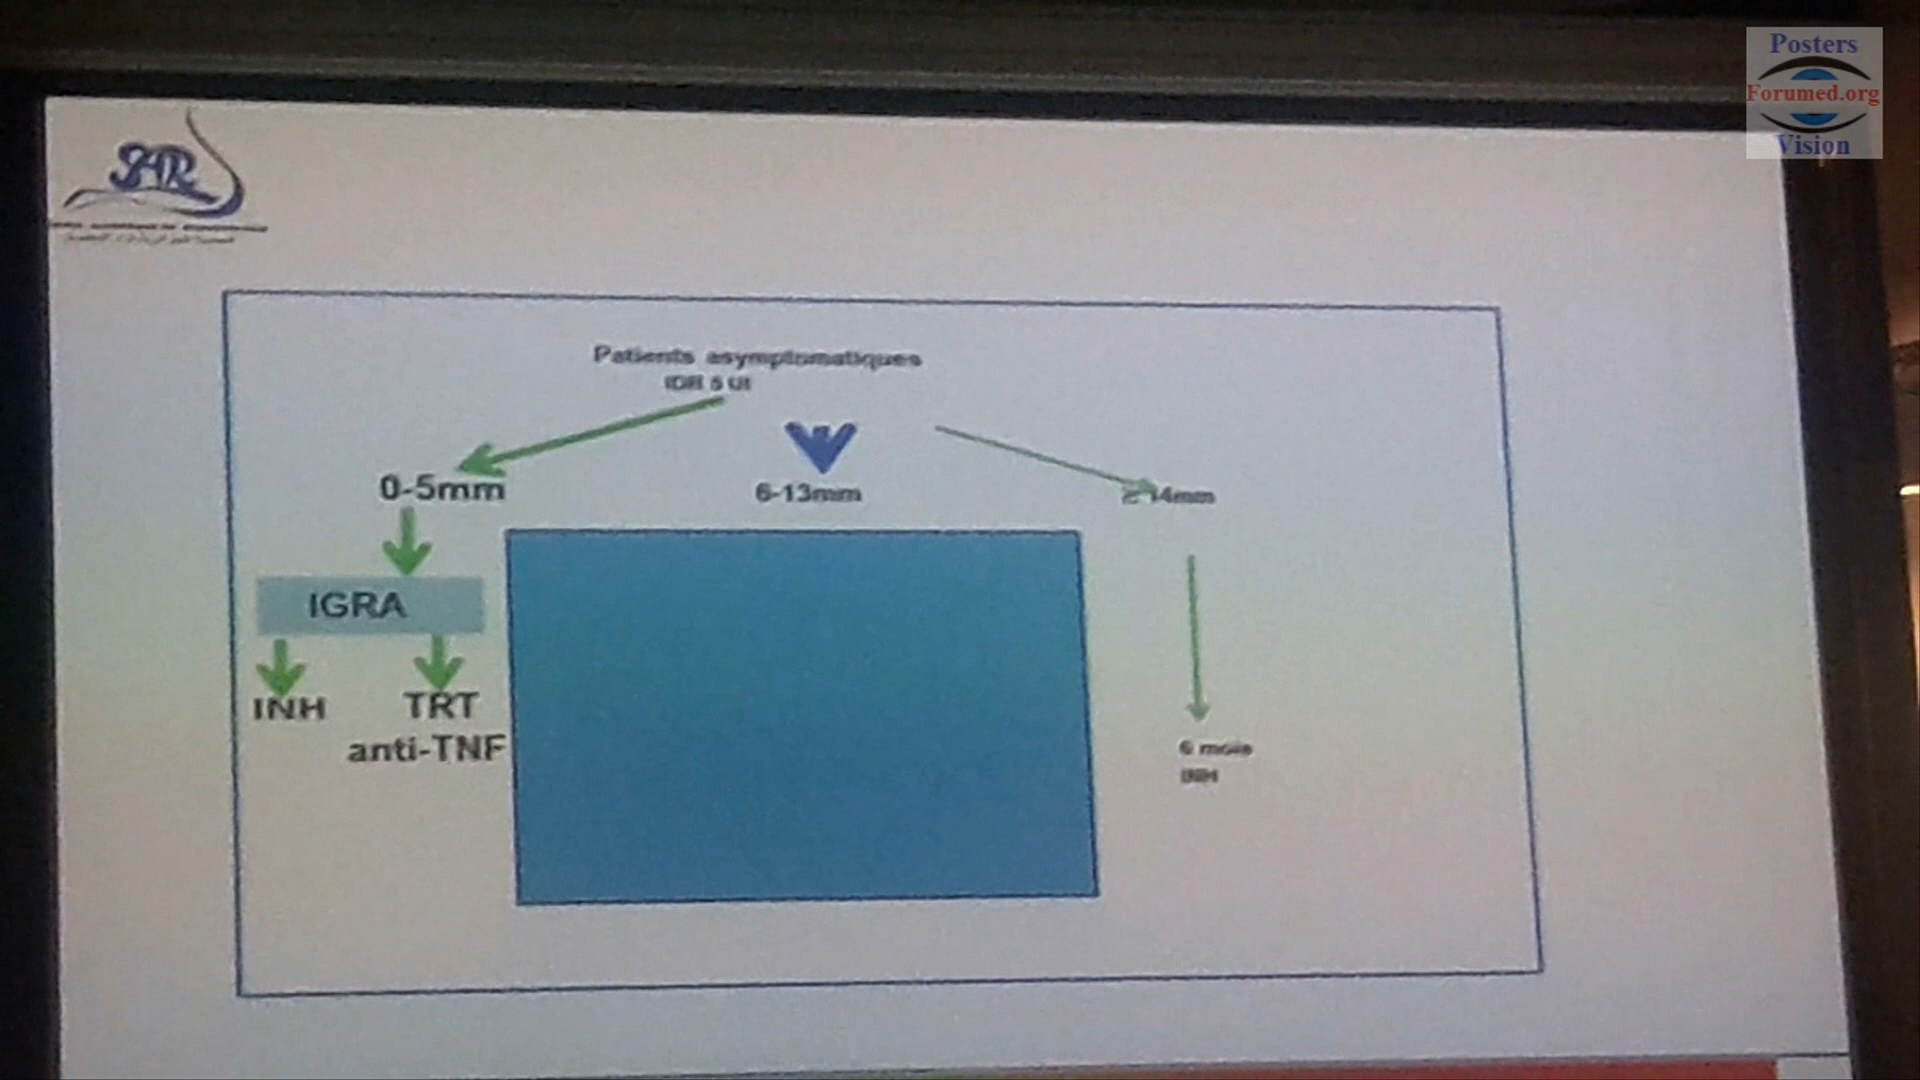 Posters
Forumed.org
Vision
Patients asymptomatiques
IDR 5 UI
0-5mm
6-13mm
≥ 14mm
IGRA
INH
TRT
anti-TNF
6 mois
INH